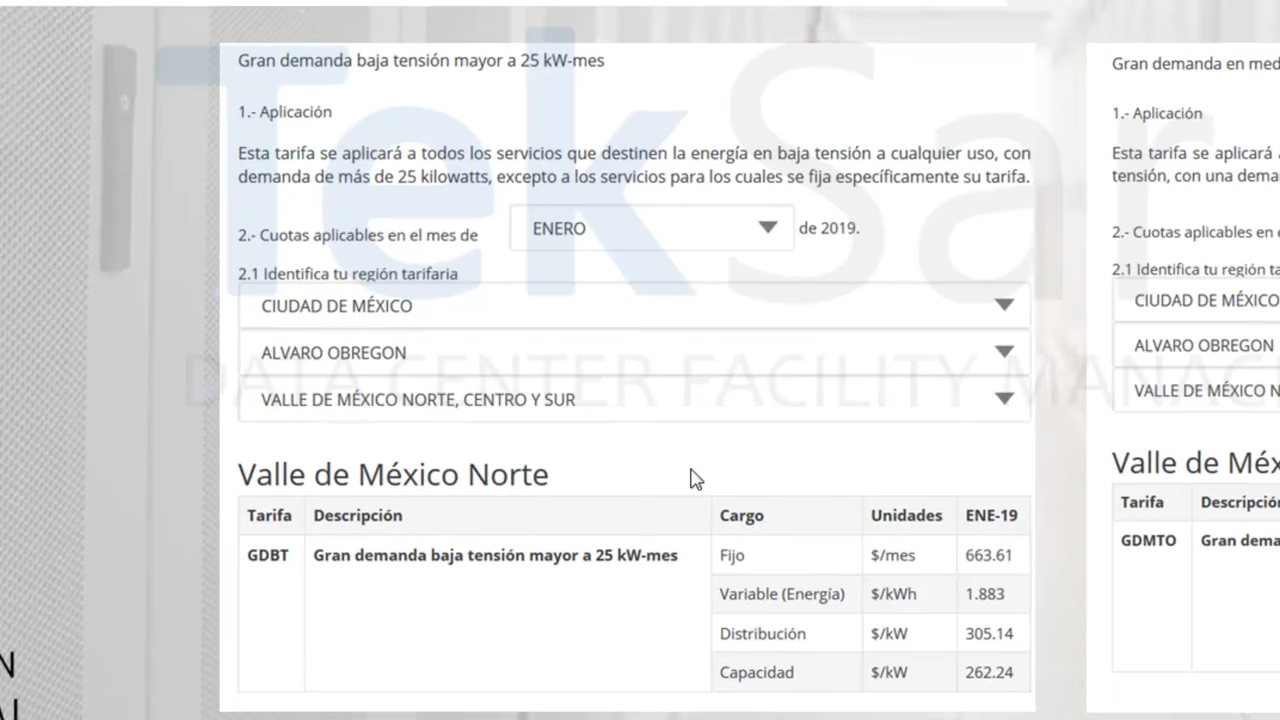 Gran demanda baja tensión mayor a 25 kW-mes
1.- Aplicación
Esta tarifa se aplicará a todos los servicios que destinen la energía en baja tensión a cualquier uso, con
demanda de más de 25 kilowatts, excepto a los servicios para los cuales se fija específicamente su tarifa.
2.- Cuotas aplicables en el mes de ENERO de 2019.
2.1 Identifica tu región tarifaria
CIUDAD DE MÉXICO
ALVARO OBREGON
VALLE DE MÉXICO NORTE, CENTRO Y SUR
Valle de México Norte
Tarifa Descripción Cargo Unidades ENE-19
GDBT Gran demanda baja tensión mayor a 25 kW-mes Fijo $/mes 663.61
Variable (Energía) $/kWh 1.883
Distribución $/kW 305.14
Capacidad $/kW 262.24
Gran demanda en
1.- Aplicación
Esta tarifa se aplicará
tensión, con una
2.- Cuotas aplicables en
2.1 Identifica tu región
CIUDAD DE MÉXICO
ALVARO OBREGON
VALLE DE MÉXICO
Valle de
Tarifa
GDMTO Gran
TekSar
DATA CENTER FACILITY